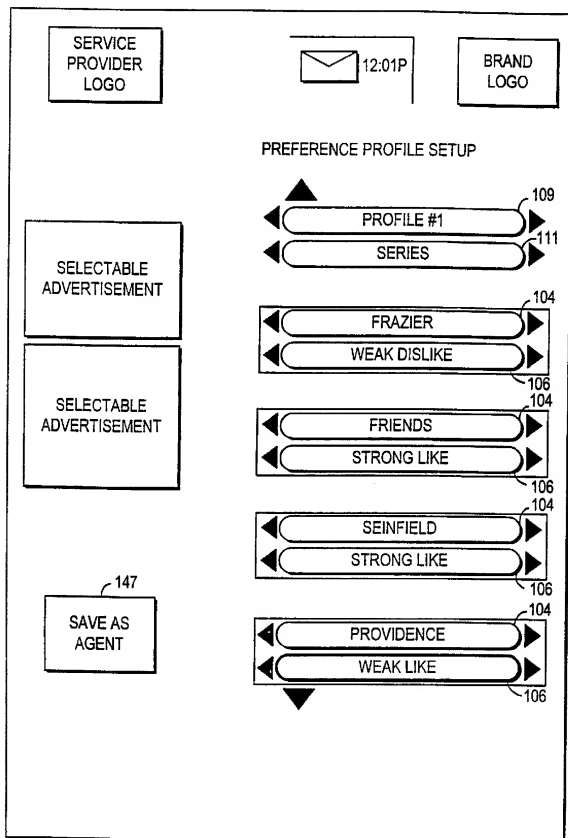 SERVICE
PROVIDER
LOGO
12:01P
BRAND
LOGO
PREFERENCE PROFILE SETUP
109
PROFILE #1
111
SERIES
SELECTABLE
ADVERTISEMENT
104
FRAZIER
WEAK DISLIKE
106
SELECTABLE
ADVERTISEMENT
104
FRIENDS
STRONG LIKE
106
104
SEINFIELD
STRONG LIKE
106
147
SAVE AS
AGENT
104
PROVIDENCE
WEAK LIKE
106